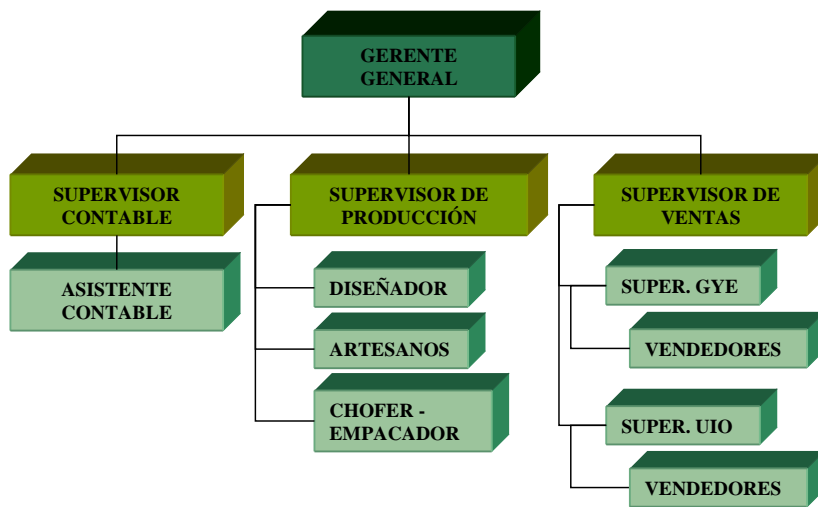 GERENTE
GENERAL
SUPERVISOR
CONTABLE
SUPERVISOR DE
PRODUCCIÓN
SUPERVISOR DE
VENTAS
ASISTENTE
CONTABLE
DISEÑADOR
ARTESANOS
CHOFER -
EMPACADOR
SUPER. GYE
VENDEDORES
SUPER. UIO
VENDEDORES